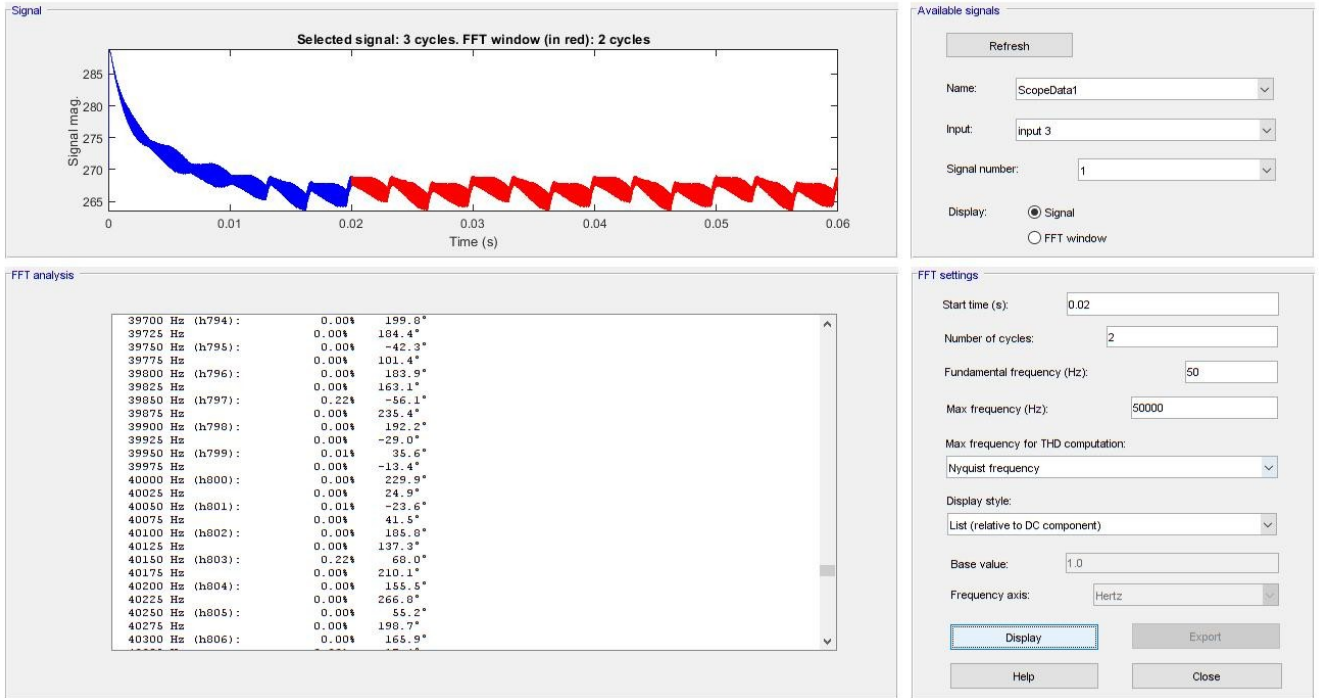 Signal
Selected signal: 3 cycles. FFT window (in red): 2 cycles
Signal mag.
285
280
275
270
265
0 0.01 0.02 0.03 0.04 0.05 0.06
Time (s)
Available signals
Refresh
Name: ScopeData1
Input: input 3
Signal number: 1
Display: Signal
FFT window
FFT analysis
39700 Hz (h794): 0.00% 199.8°
39725 Hz 0.00% 184.4°
39750 Hz (h795): 0.00% -42.3°
39775 Hz 0.00% 101.4°
39800 Hz (h796): 0.00% 183.9°
39825 Hz 0.00% 163.1°
39850 Hz (h797): 0.22% -56.1°
39875 Hz 0.00% 235.4°
39900 Hz (h798): 0.00% 192.2°
39925 Hz 0.00% -29.0°
39950 Hz (h799): 0.01% 35.6°
39975 Hz 0.00% -13.4°
40000 Hz (h800): 0.00% 229.9°
40025 Hz 0.00% 24.9°
40050 Hz (h801): 0.01% -23.6°
40075 Hz 0.00% 41.5°
40100 Hz (h802): 0.00% 185.8°
40125 Hz 0.00% 137.3°
40150 Hz (h803): 0.22% 68.0°
40175 Hz 0.00% 210.1°
40200 Hz (h804): 0.00% 155.5°
40225 Hz 0.00% 266.8°
40250 Hz (h805): 0.00% 55.2°
40275 Hz 0.00% 198.7°
40300 Hz (h806): 0.00% 165.9°
FFT settings
Start time (s): 0.02
Number of cycles: 2
Fundamental frequency (Hz): 50
Max frequency (Hz): 50000
Max frequency for THD computation:
Nyquist frequency
Display style:
List (relative to DC component)
Base value: 1.0
Frequency axis: Hertz
Display Export
Help Close